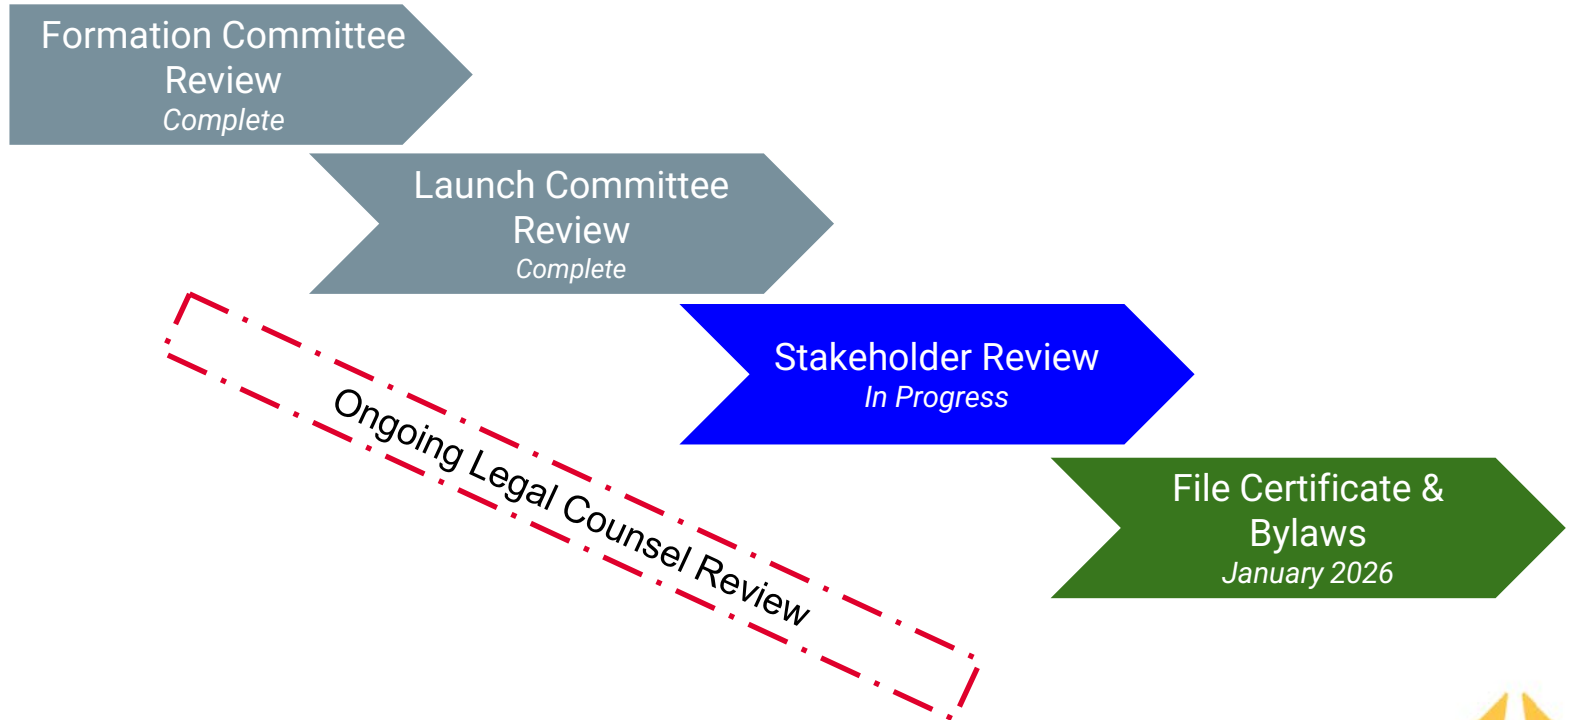 Formation Committee
Review
Complete
Launch Committee
Review
Complete
Stakeholder Review
In Progress
Ongoing Legal Counsel Review
File Certificate &
Bylaws
January 2026